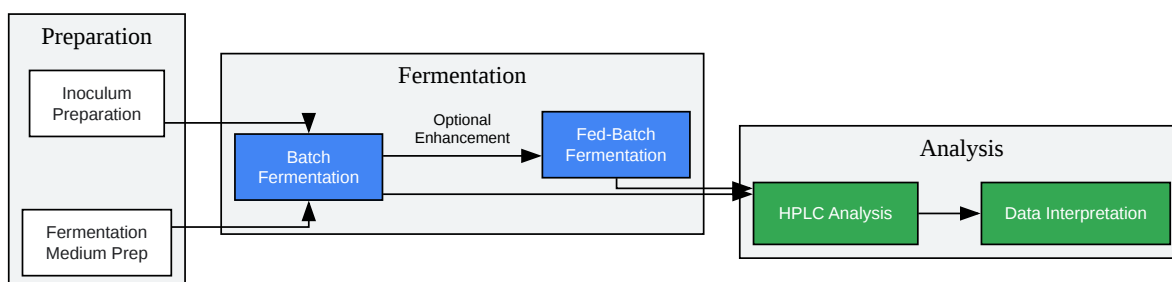 Preparation
Inoculum
Preparation
Fermentation
Medium Prep
Fermentation
Batch
Fermentation
Optional
Enhancement
Fed-Batch
Fermentation
Analysis
HPLC Analysis
Data Interpretation